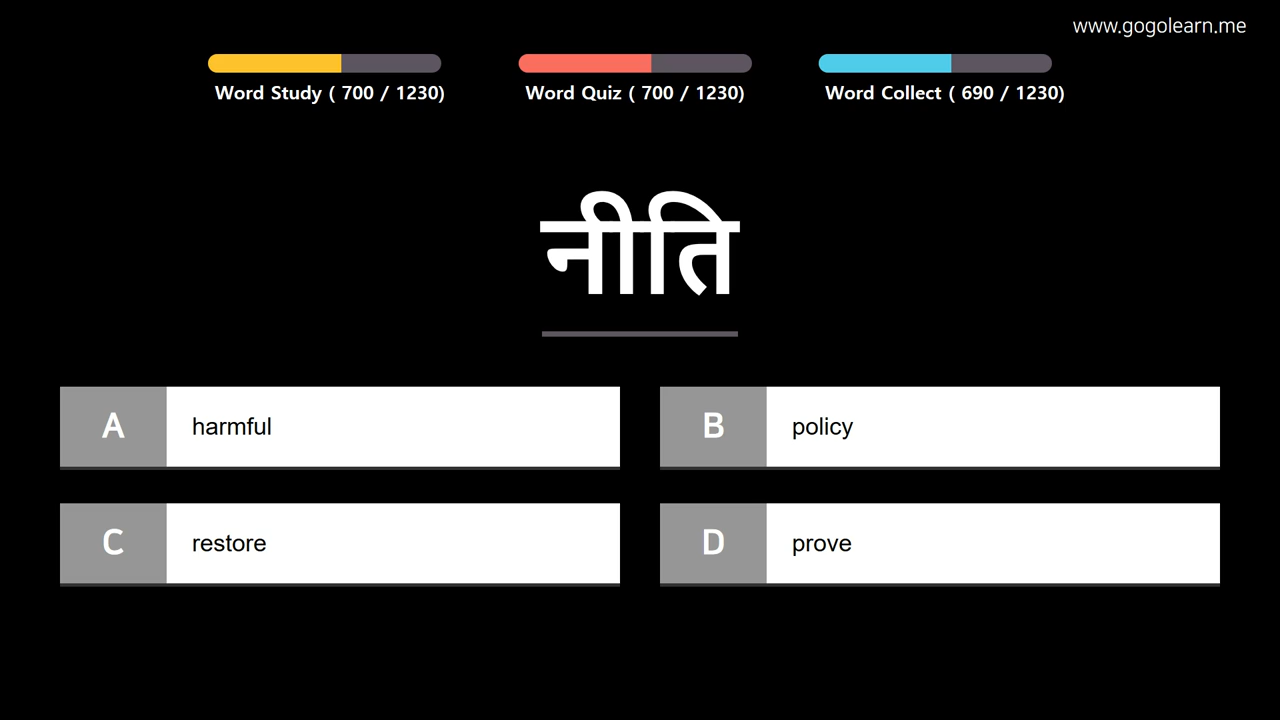 www.gogolearn.me
Word Study ( 700 / 1230)
Word Quiz ( 700 / 1230)
Word Collect ( 690 / 1230)
नीति
A harmful
B policy
C restore
D prove